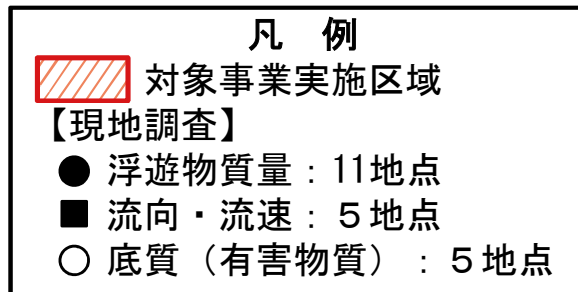 凡 例
対象事業実施区域
【現地調査】
● 浮遊物質量：11地点
■ 流向・流速：５地点
○ 底質（有害物質）：５地点